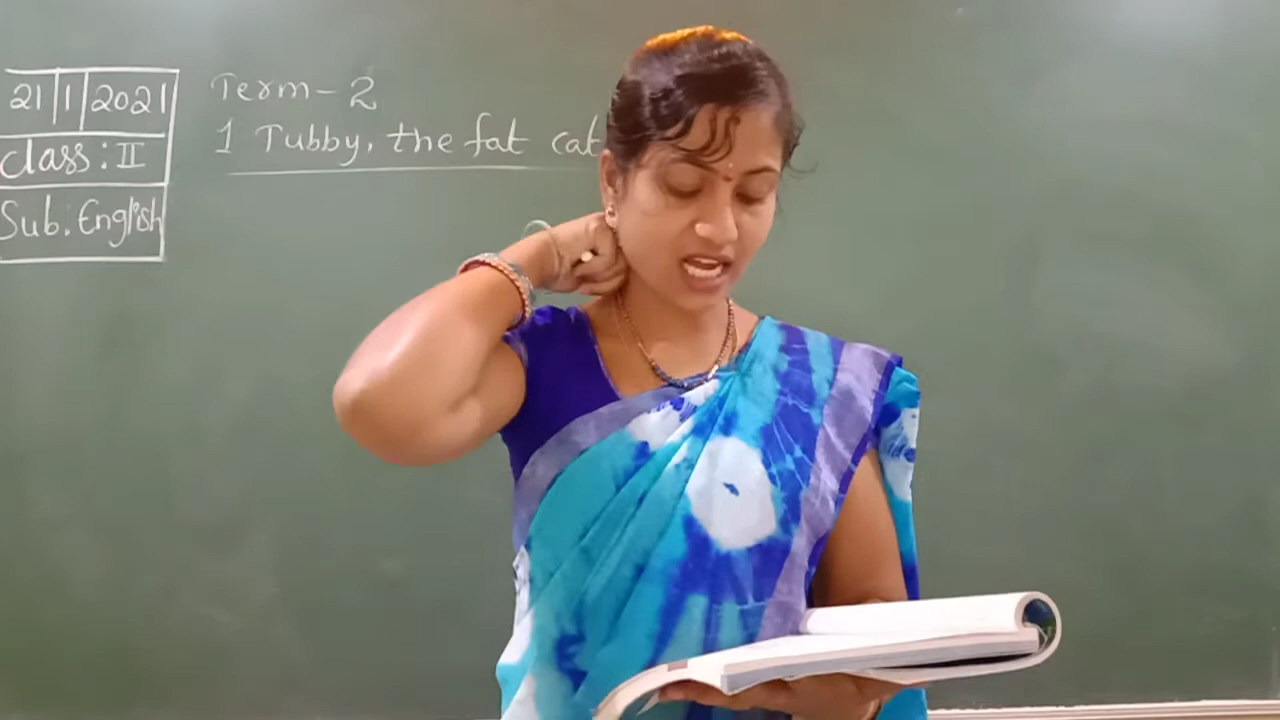 21|1|2021
Class: II
Sub. English
Term-2
1 Tubby, the fat cat